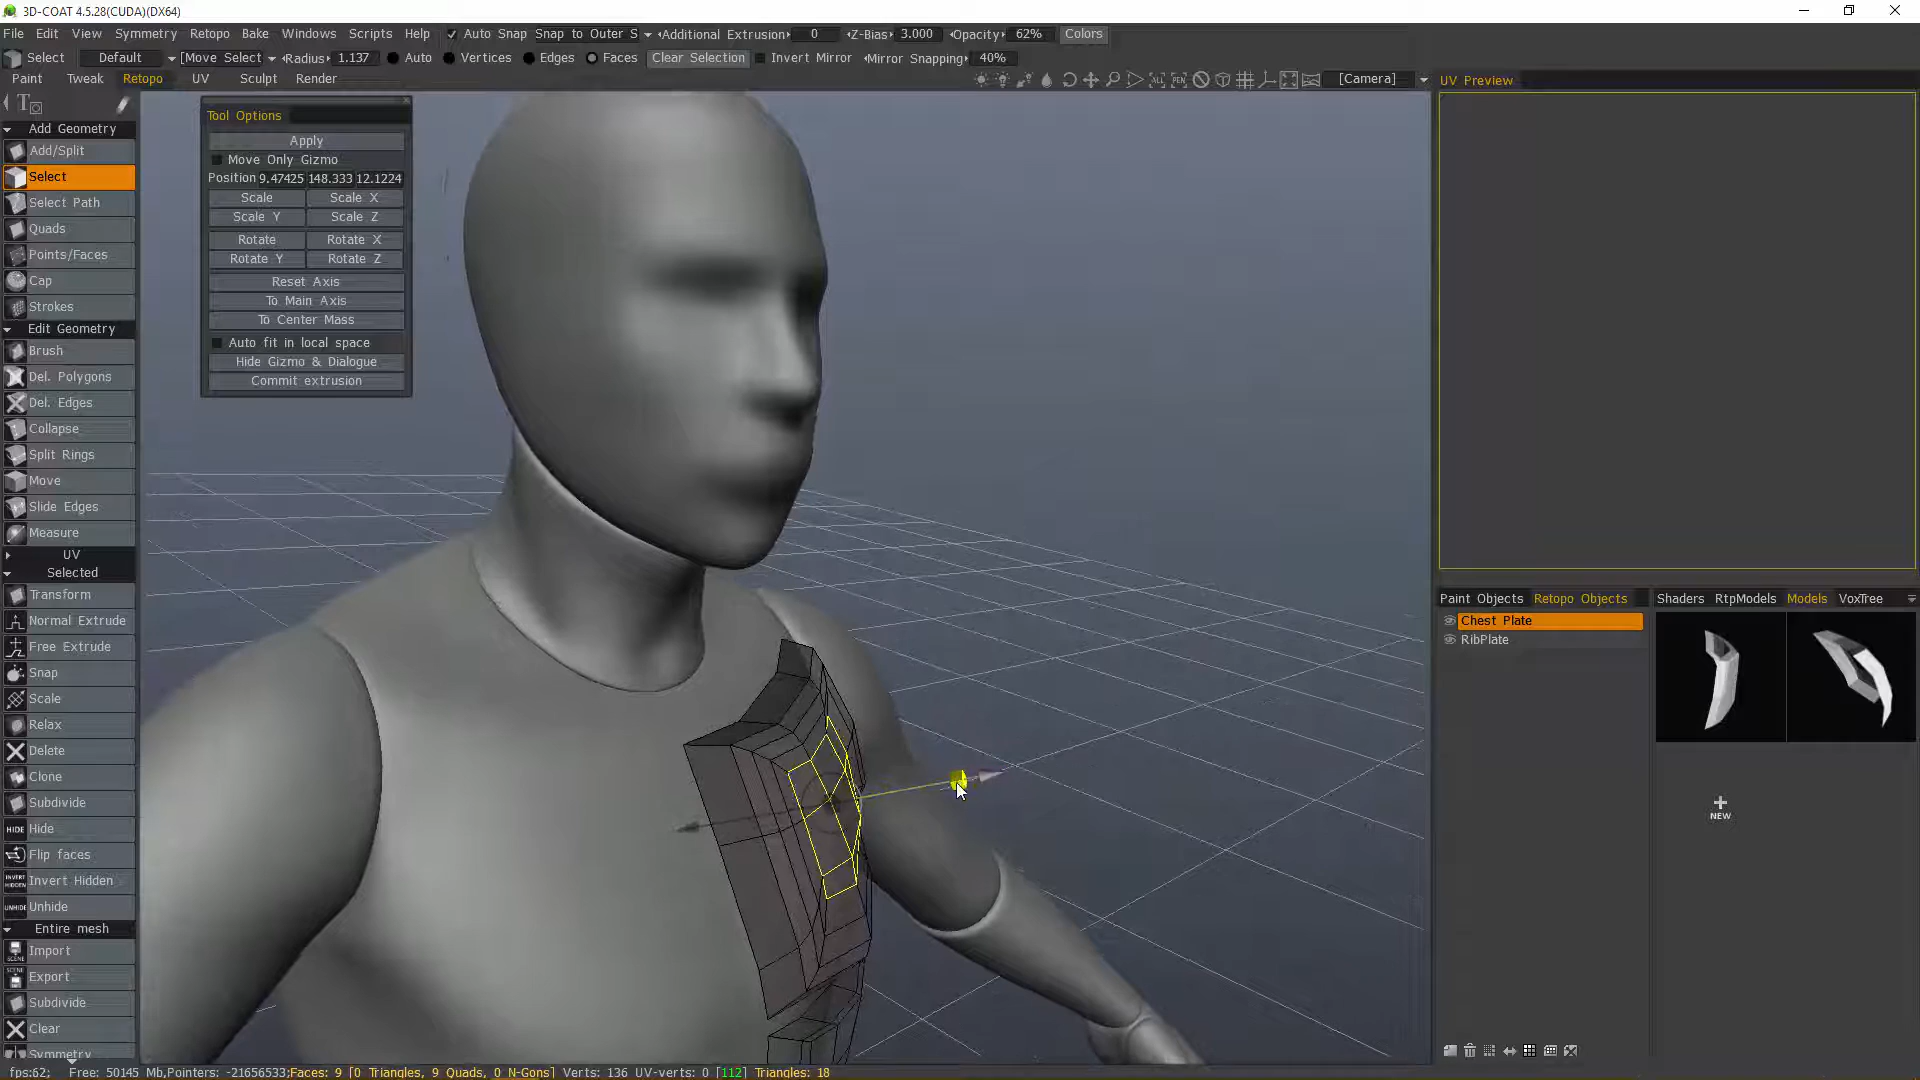 3D-COAT 4.5.28(CUDA)(DX64)
File Edit View Symmetry Retopo Bake Windows Scripts Help Auto Snap Snap to Outer S Additional Extrusion 0 Z-Bias 3.000 Opacity 62% Colors
Select Default [Move Select Radius 1.137 Auto Vertices Edges Faces Clear Selection Invert Mirror Mirror Snapping 40%
Paint Tweak Retopo UV Sculpt Render [Camera] UV Preview
Tool Options
Apply
Move Only Gizmo
Position 9.47425 148.333 12.1224
Scale Scale X
Scale Y Scale Z
Rotate Rotate X
Rotate Y Rotate Z
Reset Axis
To Main Axis
To Center Mass
Auto fit in local space
Hide Gizmo & Dialogue
Commit extrusion
Add Geometry
Add/Split
Select
Select Path
Quads
Points/Faces
Cap
Strokes
Edit Geometry
Brush
Del. Polygons
Del. Edges
Collapse
Split Rings
Move
Slide Edges
Measure
UV
Selected
Transform
Normal Extrude
Free Extrude
Snap
Scale
Relax
Delete
Clone
Subdivide
HIDE Hide
Flip faces
INVERT HIDDEN Invert Hidden
UNHIDE Unhide
Entire mesh
Import
Export
Subdivide
Clear
Symmetry
Paint Objects Retopo Objects Shaders RtpModels Models VoxTree
Chest Plate
RibPlate
NEW
fps:62; Free: 50145 Mb,Pointers: -21656533;Faces: 9 [0 Triangles, 9 Quads, 0 N-Gons] Verts: 136 UV-verts: 0 [112] Triangles: 18